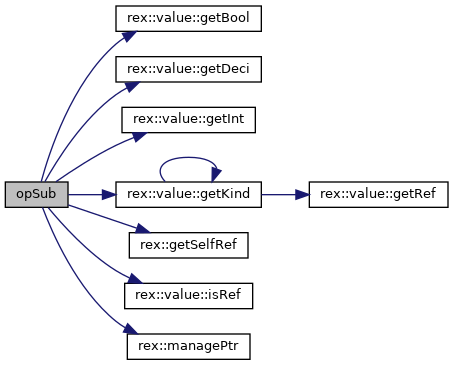 rex::value::getBool
rex::value::getDeci
rex::value::getInt
opSub
rex::value::getKind
rex::value::getRef
rex::getSelfRef
rex::value::isRef
rex::managePtr